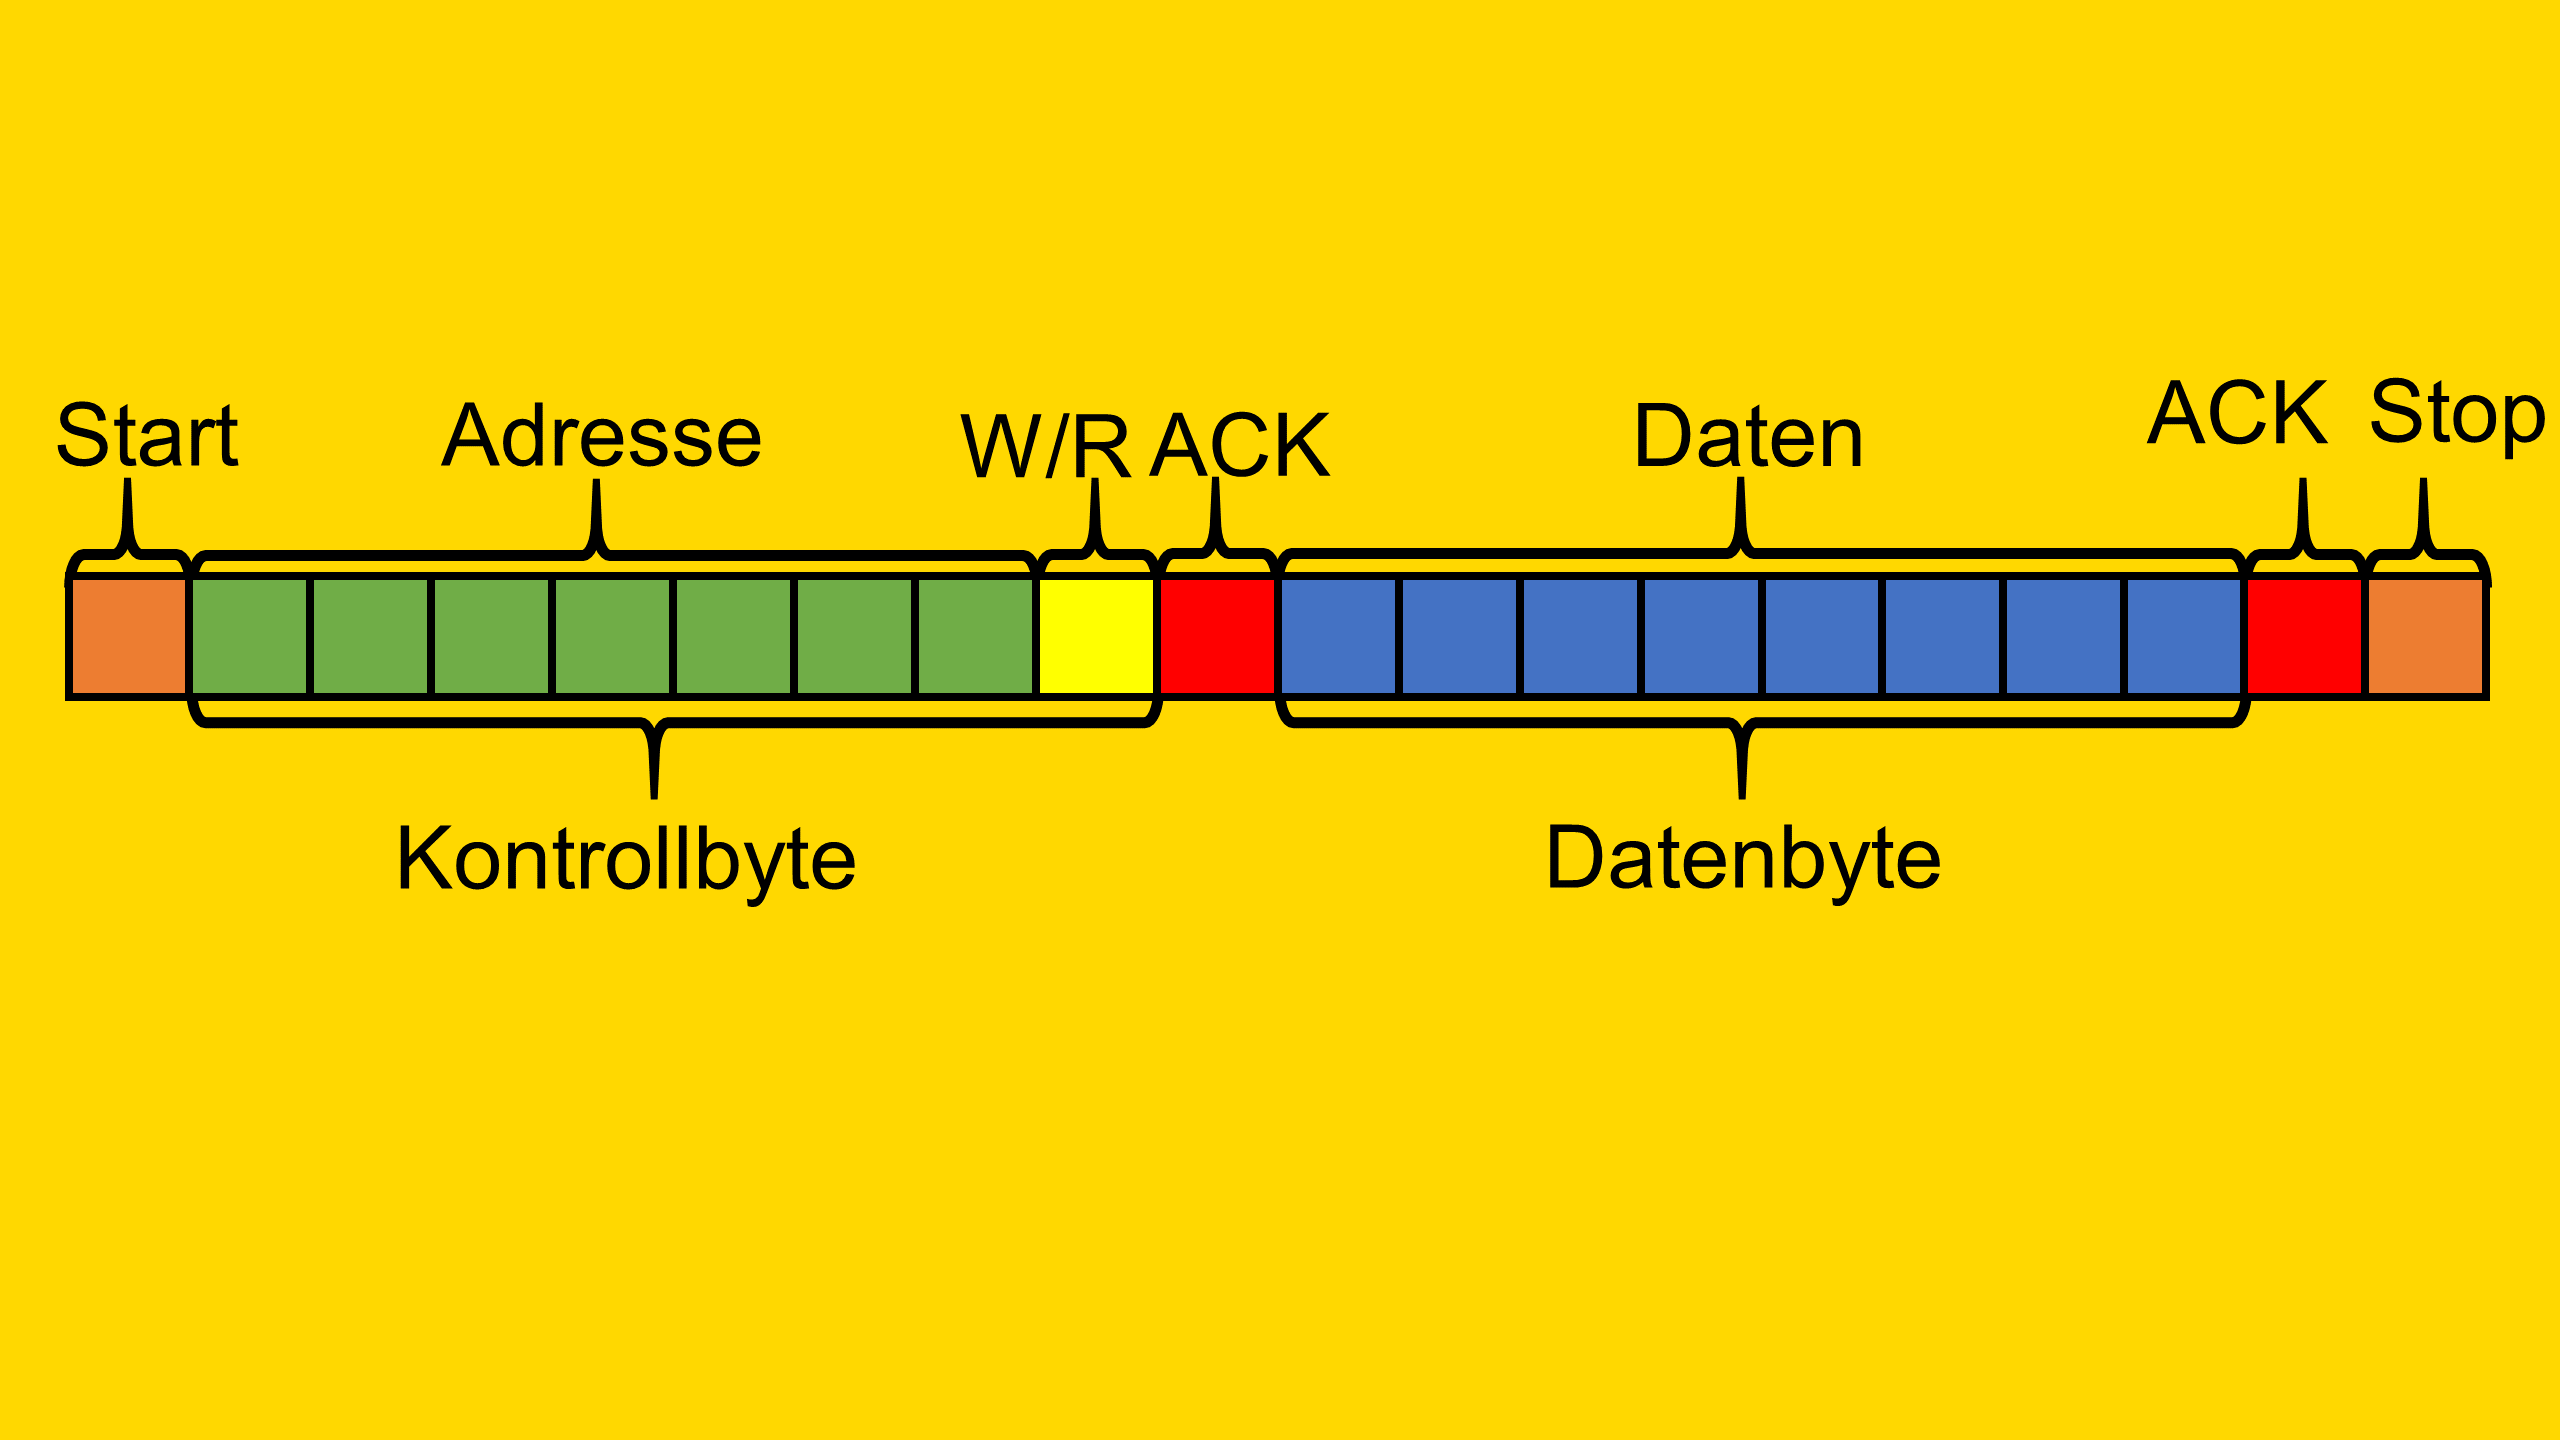 Start
Adresse
W/R
ACK
Daten
ACK
Stop
Kontrollbyte
Datenbyte